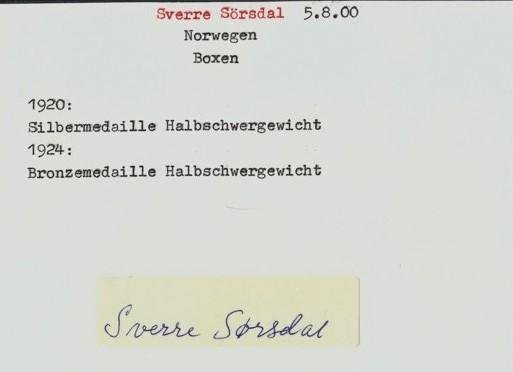 Sverre Sörsdal 5.8.00
Norwegen
Boxen
1920:
Silbermedaille Halbschwergewicht
1924:
Bronzemedaille Halbschwergewicht
Sverre Sørsdal